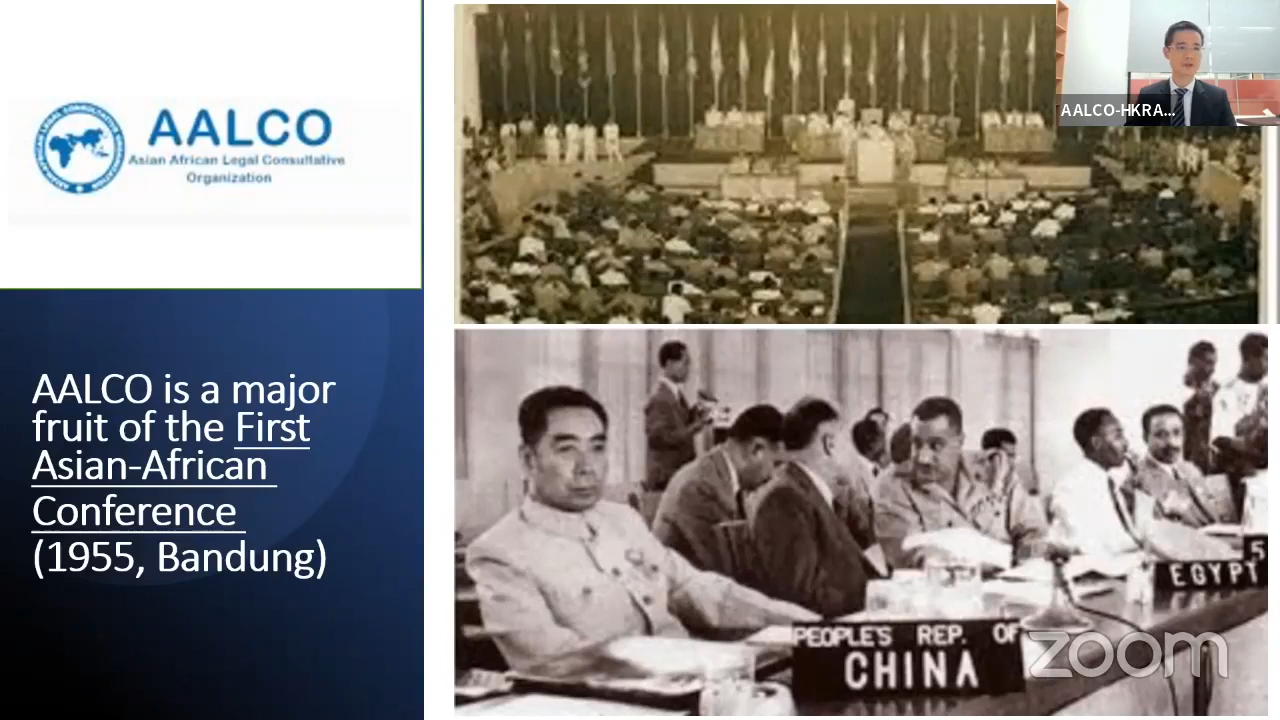 AALCO
Asian African Legal Consultative
Organization
AALCO is a major
fruit of the First
Asian-African
Conference
(1955, Bandung)
AALCO-HKRA...
EGYPT
5
PEOPLE'S REP. OF
CHINA
zoom